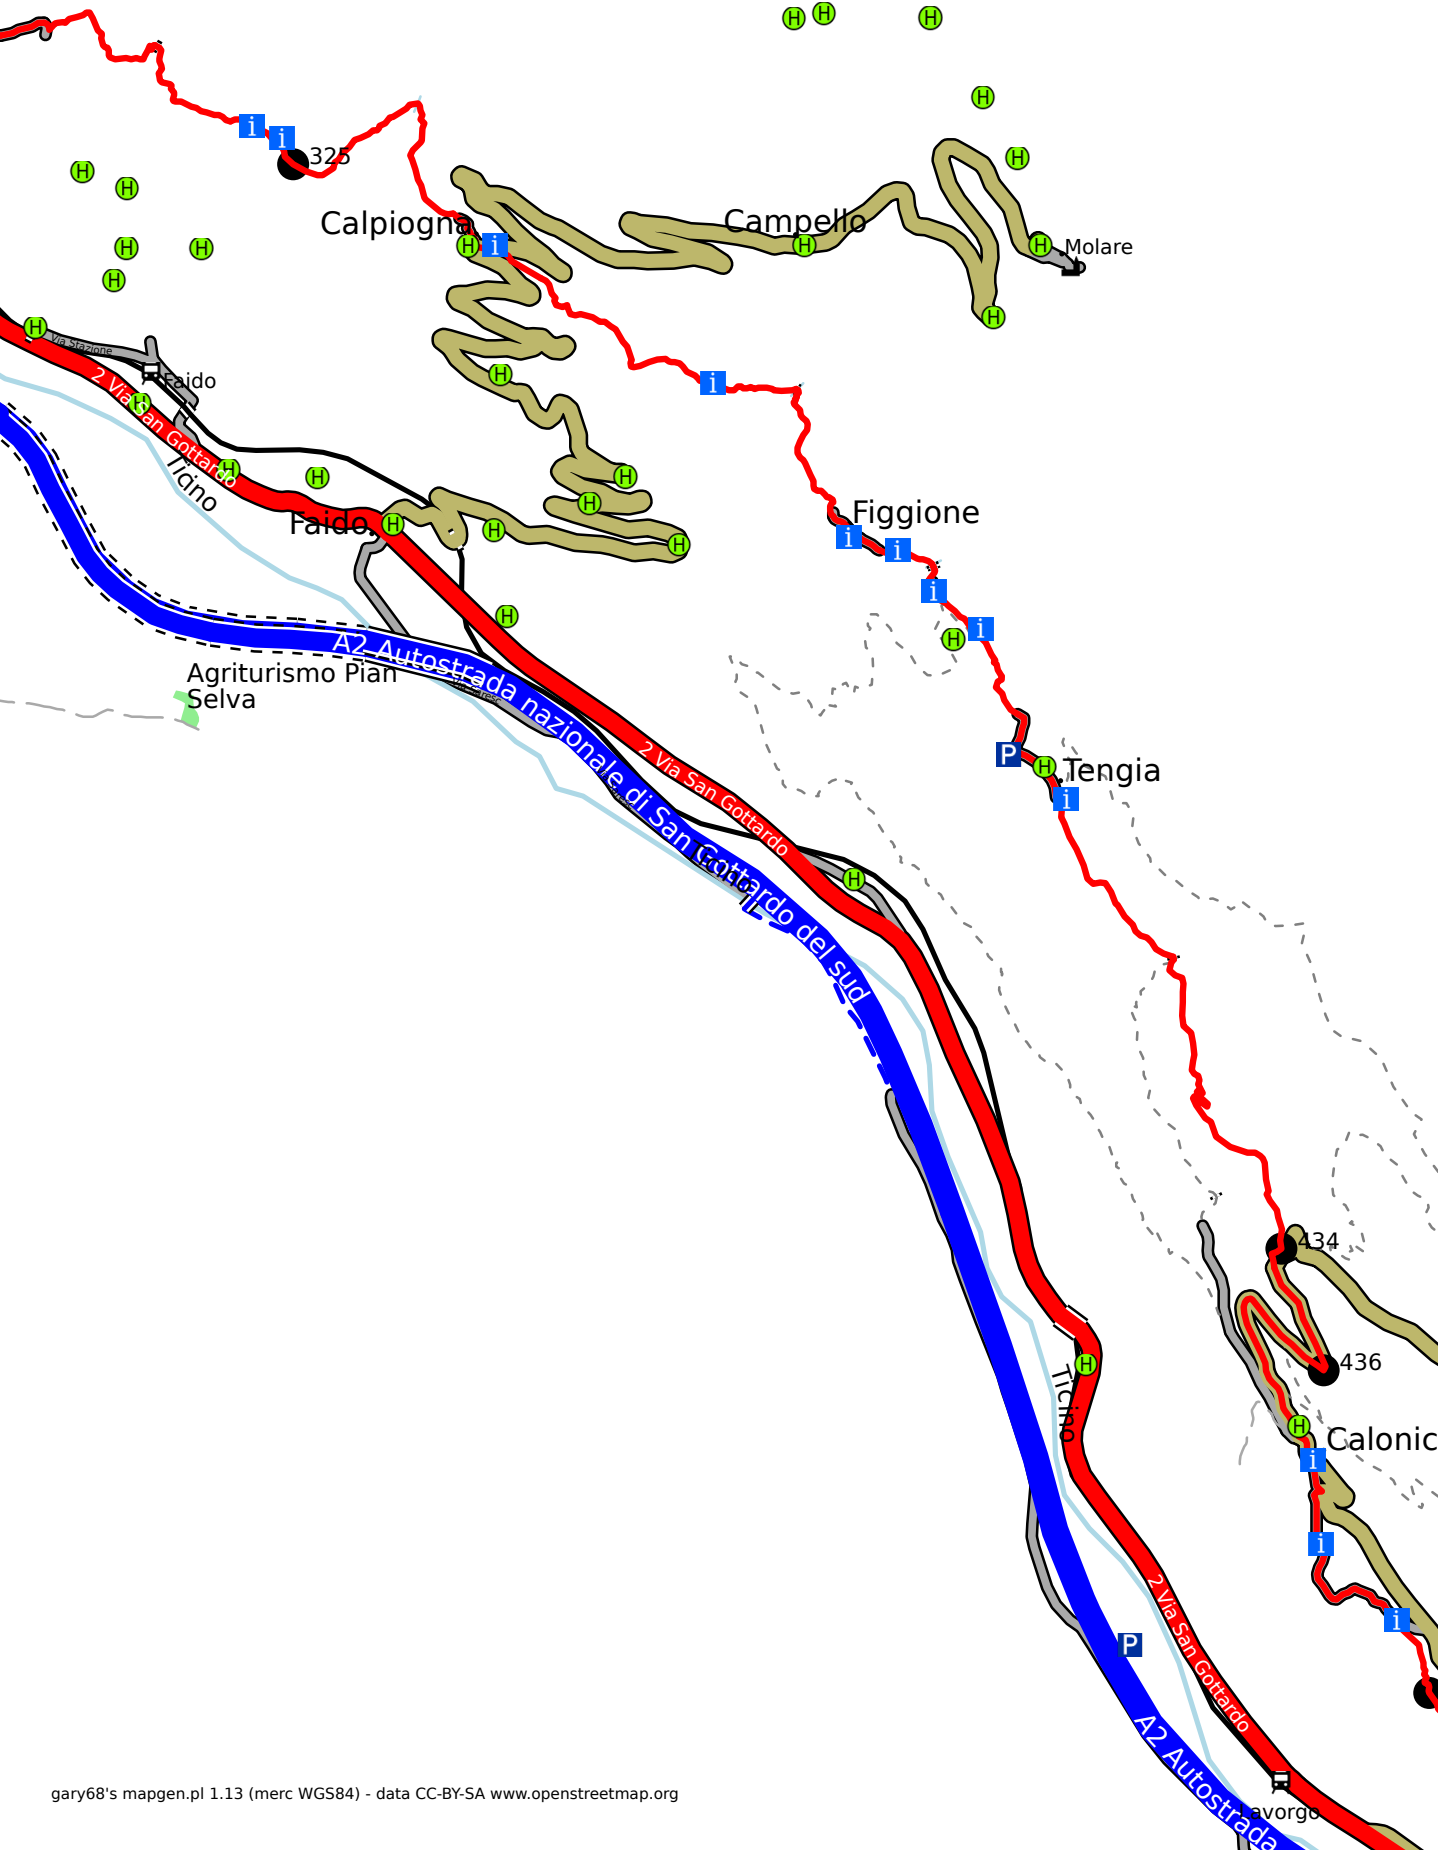 H H H
H
i i
325
H
H
H
Calpiogna
Campello
H H H i H H
Molare
H
H
H
Via Stazione
Faido
H
i
2 Via San Gottardo
H
H H H
Ticino
H
Figgione
Faido
H H H
i i
i
H
A2 Autostrada nazionale di San Gottardo del sud
H i
Agriturismo Pian
Selva
2 Via San Gottardo
P H Tengia
i
Ticino
H
434
H
436
Ticino
H
Calonic
i
i
2 Via San Gottardo
i
P
A2 Autostrada
gary68's mapgen.pl 1.13 (merc WGS84) - data CC-BY-SA www.openstreetmap.org
Lavorgo